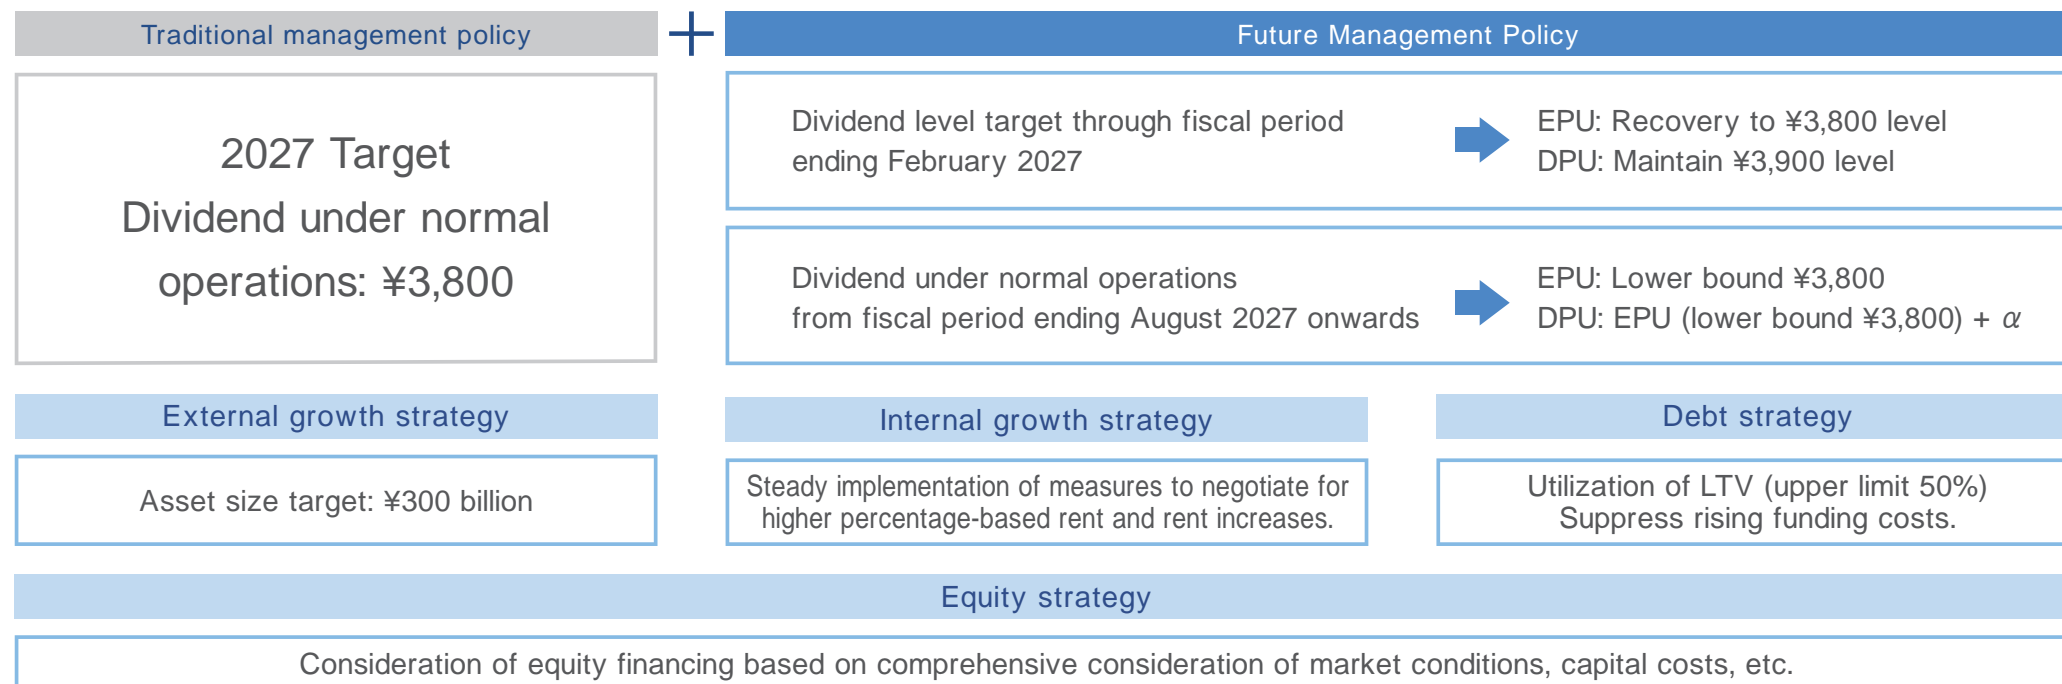 Traditional management policy
+
Future Management Policy
2027 Target
Dividend under normal
operations: ¥3,800
Dividend level target through fiscal period
ending February 2027
EPU: Recovery to ¥3,800 level
DPU: Maintain ¥3,900 level
Dividend under normal operations
from fiscal period ending August 2027 onwards
EPU: Lower bound ¥3,800
DPU: EPU (lower bound ¥3,800) + α
External growth strategy
Asset size target: ¥300 billion
Internal growth strategy
Steady implementation of measures to negotiate for
higher percentage-based rent and rent increases.
Debt strategy
Utilization of LTV (upper limit 50%)
Suppress rising funding costs.
Equity strategy
Consideration of equity financing based on comprehensive consideration of market conditions, capital costs, etc.